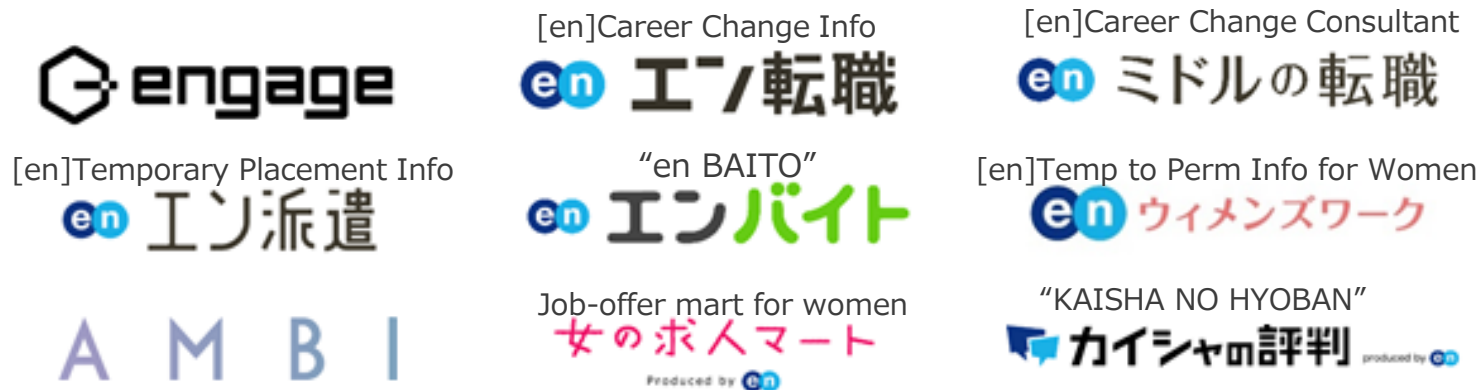 engage
[en]Career Change Info
en エン転職
[en]Career Change Consultant
en ミドルの転職
[en]Temporary Placement Info
en エン派遣
“en BAITO”
en エンバイト
[en]Temp to Perm Info for Women
en ウィメンズワーク
AMBI
Job-offer mart for women
女の求人マート
Produced by en
“KAISHA NO HYOBAN”
カイシャの評判 produced by en